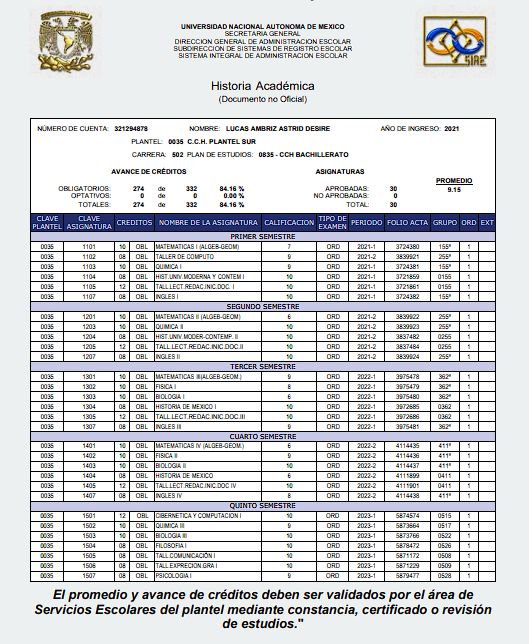 UNIVERSIDAD NACIONAL AUTONOMA DE MEXICO
SECRETARIA GENERAL
DIRECCION GENERAL DE ADMINISTRACION ESCOLAR
SUBDIRECCION DE SISTEMAS DE REGISTRO ESCOLAR
SISTEMA INTEGRAL DE ADMINISTRACION ESCOLAR
SIAE
Historia Académica
(Documento no Oficial)
NÚMERO DE CUENTA: 321294878 NOMBRE: LUCAS AMBRIZ ASTRID DESIRE AÑO DE INGRESO: 2021
PLANTEL: 0035 C.C.H. PLANTEL SUR
CARRERA: 502 PLAN DE ESTUDIOS: 0835 - CCH BACHILLERATO
AVANCE DE CRÉDITOS ASIGNATURAS
PROMEDIO
OBLIGATORIOS: 274 de 332 84.16 % APROBADAS: 30 9.15
OPTATIVOS: 0 de 0 0.00 % NO APROBADAS: 0
TOTALES: 274 de 332 84.16 % TOTAL: 30
CLAVE PLANTEL CLAVE ASIGNATURA CREDITOS NOMBRE DE LA ASIGNATURA CALIFICACION TIPO DE EXAMEN PERIODO FOLIO ACTA GRUPO ORD EXT
PRIMER SEMESTRE
0035 1101 10 OBL MATEMATICAS I (ALGEB-GEOM) 7 ORD 2021-1 3724380 155º 1
0035 1102 08 OBL TALLER DE COMPUTO 9 ORD 2021-2 3839921 255º 1
0035 1103 10 OBL QUIMICA I 9 ORD 2021-1 3724381 155º 1
0035 1104 08 OBL HIST.UNIV.MODERNA Y CONTEM I 10 ORD 2021-1 3721859 0155 1
0035 1105 12 OBL TALL.LECT.REDAC.INIC.DOC. I 10 ORD 2021-1 3721861 0155 1
0035 1107 08 OBL INGLES I 10 ORD 2021-1 3724382 155º 1
SEGUNDO SEMESTRE
0035 1201 10 OBL MATEMATICAS II (ALGEB-GEOM) 6 ORD 2021-2 3839922 255º 1
0035 1203 10 OBL QUIMICA II 10 ORD 2021-2 3839923 255º 1
0035 1204 08 OBL HIST.UNIV.MODER-CONTEMP. II 10 ORD 2021-2 3837482 0255 1
0035 1205 12 OBL TALL.LECT.REDAC.INIC.DOC.II 10 ORD 2021-2 3837484 0255 1
0035 1207 08 OBL INGLES II 10 ORD 2021-2 3839924 255º 1
TERCER SEMESTRE
0035 1301 10 OBL MATEMATICAS III(ALGEB-GEOM.) 9 ORD 2022-1 3975478 362º 1
0035 1302 10 OBL FISICA I 8 ORD 2022-1 3975479 362º 1
0035 1303 10 OBL BIOLOGIA I 6 ORD 2022-1 3975480 362º 1
0035 1304 08 OBL HISTORIA DE MEXICO I 10 ORD 2022-1 3972685 0362 1
0035 1305 12 OBL TALL.LECT.REDAC.INIC.DOC.III 10 ORD 2022-1 3972686 0362 1
0035 1307 08 OBL INGLES III 9 ORD 2022-1 3975481 362º 1
CUARTO SEMESTRE
0035 1401 10 OBL MATEMATICAS IV (ALGEB.-GEOM.) 6 ORD 2022-2 4114435 411º 1
0035 1402 10 OBL FISICA II 9 ORD 2022-2 4114436 411º 1
0035 1403 10 OBL BIOLOGIA II 10 ORD 2022-2 4114437 411º 1
0035 1404 08 OBL HISTORIA DE MEXICO 6 ORD 2022-2 4111899 0411 1
0035 1405 12 OBL TALL.LECT.REDAC.INIC.DOC IV 10 ORD 2022-2 4111901 0411 1
0035 1407 08 OBL INGLES IV 8 ORD 2022-2 4114438 411º 1
QUINTO SEMESTRE
0035 1501 12 OBL CIBERNETICA Y COMPUTACION I 10 ORD 2023-1 5874574 0515 1
0035 1502 10 OBL QUIMICA III 9 ORD 2023-1 5873664 0517 1
0035 1503 10 OBL BIOLOGIA III 10 ORD 2023-1 5873766 0522 1
0035 1504 08 OBL FILOSOFIA I 10 ORD 2023-1 5878472 0526 1
0035 1505 08 OBL TALL.COMUNICACIÓN I 10 ORD 2023-1 5871172 0508 1
0035 1506 08 OBL TALL.EXPRECION.GRA I 10 ORD 2023-1 5871229 0509 1
0035 1507 08 OBL PSICOLOGIA I 9 ORD 2023-1 5879477 0528 1
El promedio y avance de créditos deben ser validados por el área de
Servicios Escolares del plantel mediante constancia, certificado o revisión
de estudios."